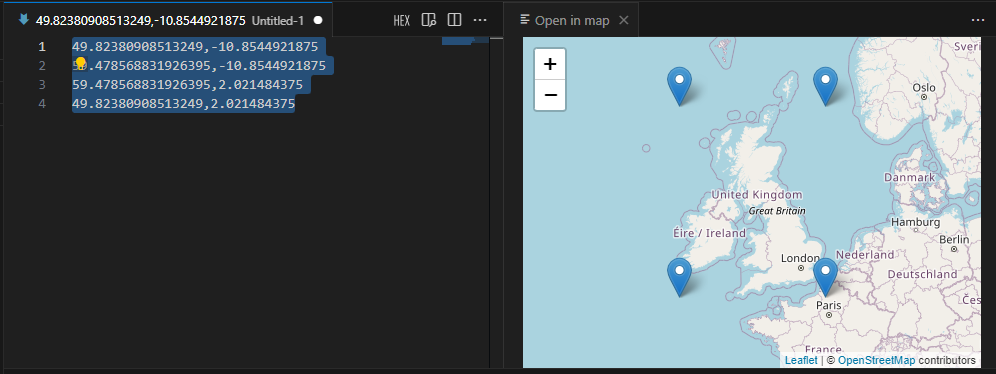 49.82380908513249,-10.8544921875 Untitled-1
HEX
1 49.82380908513249,-10.8544921875
2 .478568831926395,-10.8544921875
3 59.478568831926395,2.021484375
4 49.82380908513249,2.021484375
Open in map
+
−
Sveri
Oslo
Danmark
United Kingdom
Great Britain
Hamburg
Éire / Ireland
Berlin
London
Nederland
Deutschland
Paris
Čes
France
Leaflet | © OpenStreetMap contributors